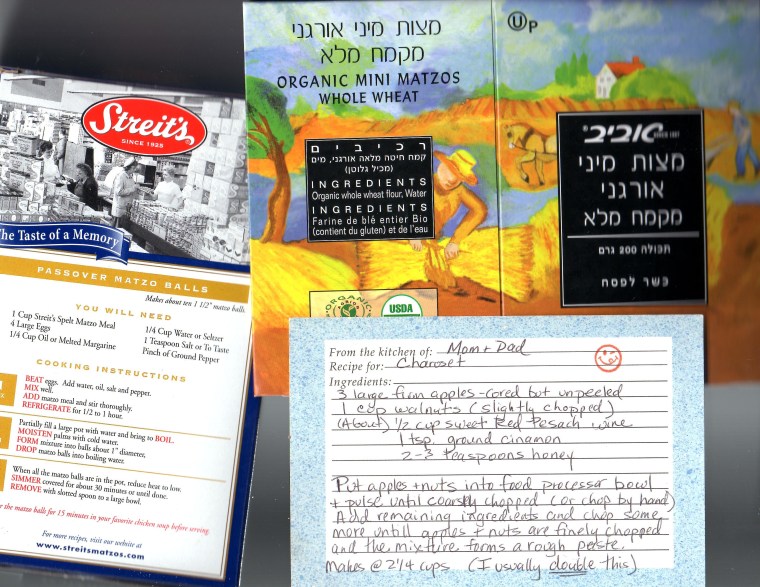 Streit's
SINCE 1925
The Taste of a Memory
PASSOVER MATZO BALLS
Makes about ten 1 1/2" matzo balls.
YOU WILL NEED
1 Cup Streit's Spelt Matzo Meal
4 Large Eggs
1/4 Cup Oil or Melted Margarine
1/4 Cup Water or Seltzer
1 Teaspoon Salt or To Taste
Pinch of Ground Pepper
COOKING INSTRUCTIONS
BEAT eggs. Add water, oil, salt and pepper.
MIX well.
ADD matzo meal and stir thoroughly.
REFRIGERATE for 1/2 to 1 hour.
Partially fill a large pot with water and bring to BOIL.
MOISTEN palms with cold water.
FORM mixture into balls about 1" diameter,
DROP matzo balls into boiling water.
When all the matzo balls are in the pot, reduce heat to low.
SIMMER covered for about 30 minutes or until done.
REMOVE with slotted spoon to a large bowl.
the matzo balls for 15 minutes in your favorite chicken soup before serving.
For more recipes, visit our website at
www.streitsmatzos.com
מצות מיני אורגני
מקמח מלא
ORGANIC MINI MATZOS
WHOLE WHEAT
רכיבים
קמח חיטה מלאה אורגני, מים
(מכיל גלוטן)
INGREDIENTS
Organic whole wheat flour, Water
INGREDIENTS
Farine de blé entier Bio
(contient du gluten) et de l'eau
ORGANIC
USDA
U P
אביב
SINCE 1887
מצות מיני
אורגני
מקמח מלא
תכולה 200 גרם
כשר לפסח
From the kitchen of: Mom + Dad
Recipe for: Charoset
Ingredients:
3 large firm apples-cored but unpeeled
1 cup walnuts (slightly chopped)
(About) 1/2 cup sweet Red Pesach wine
1 tsp. ground cinamon
2-3 teaspoons honey
Put apples + nuts into food processor bowl
+ pulse until coarsely chopped (or chop by hand)
Add remaining ingredients and chop some
more untill apples + nuts are finely chopped
and the mixture forms a rough paste.
Makes @ 2 1/4 cups (I usually double this)